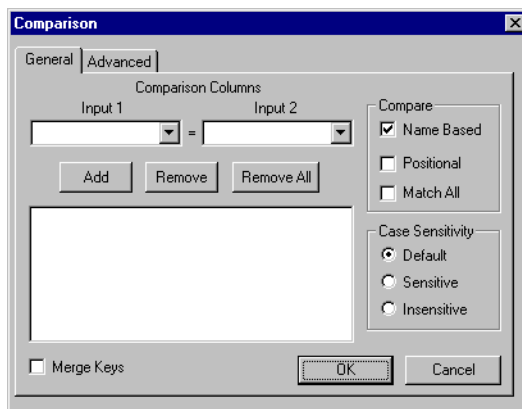 Comparison
General Advanced
Comparison Columns
Input 1 Input 2
=
Add Remove Remove All
Compare
Name Based
Positional
Match All
Case Sensitivity
Default
Sensitive
Insensitive
Merge Keys
OK Cancel